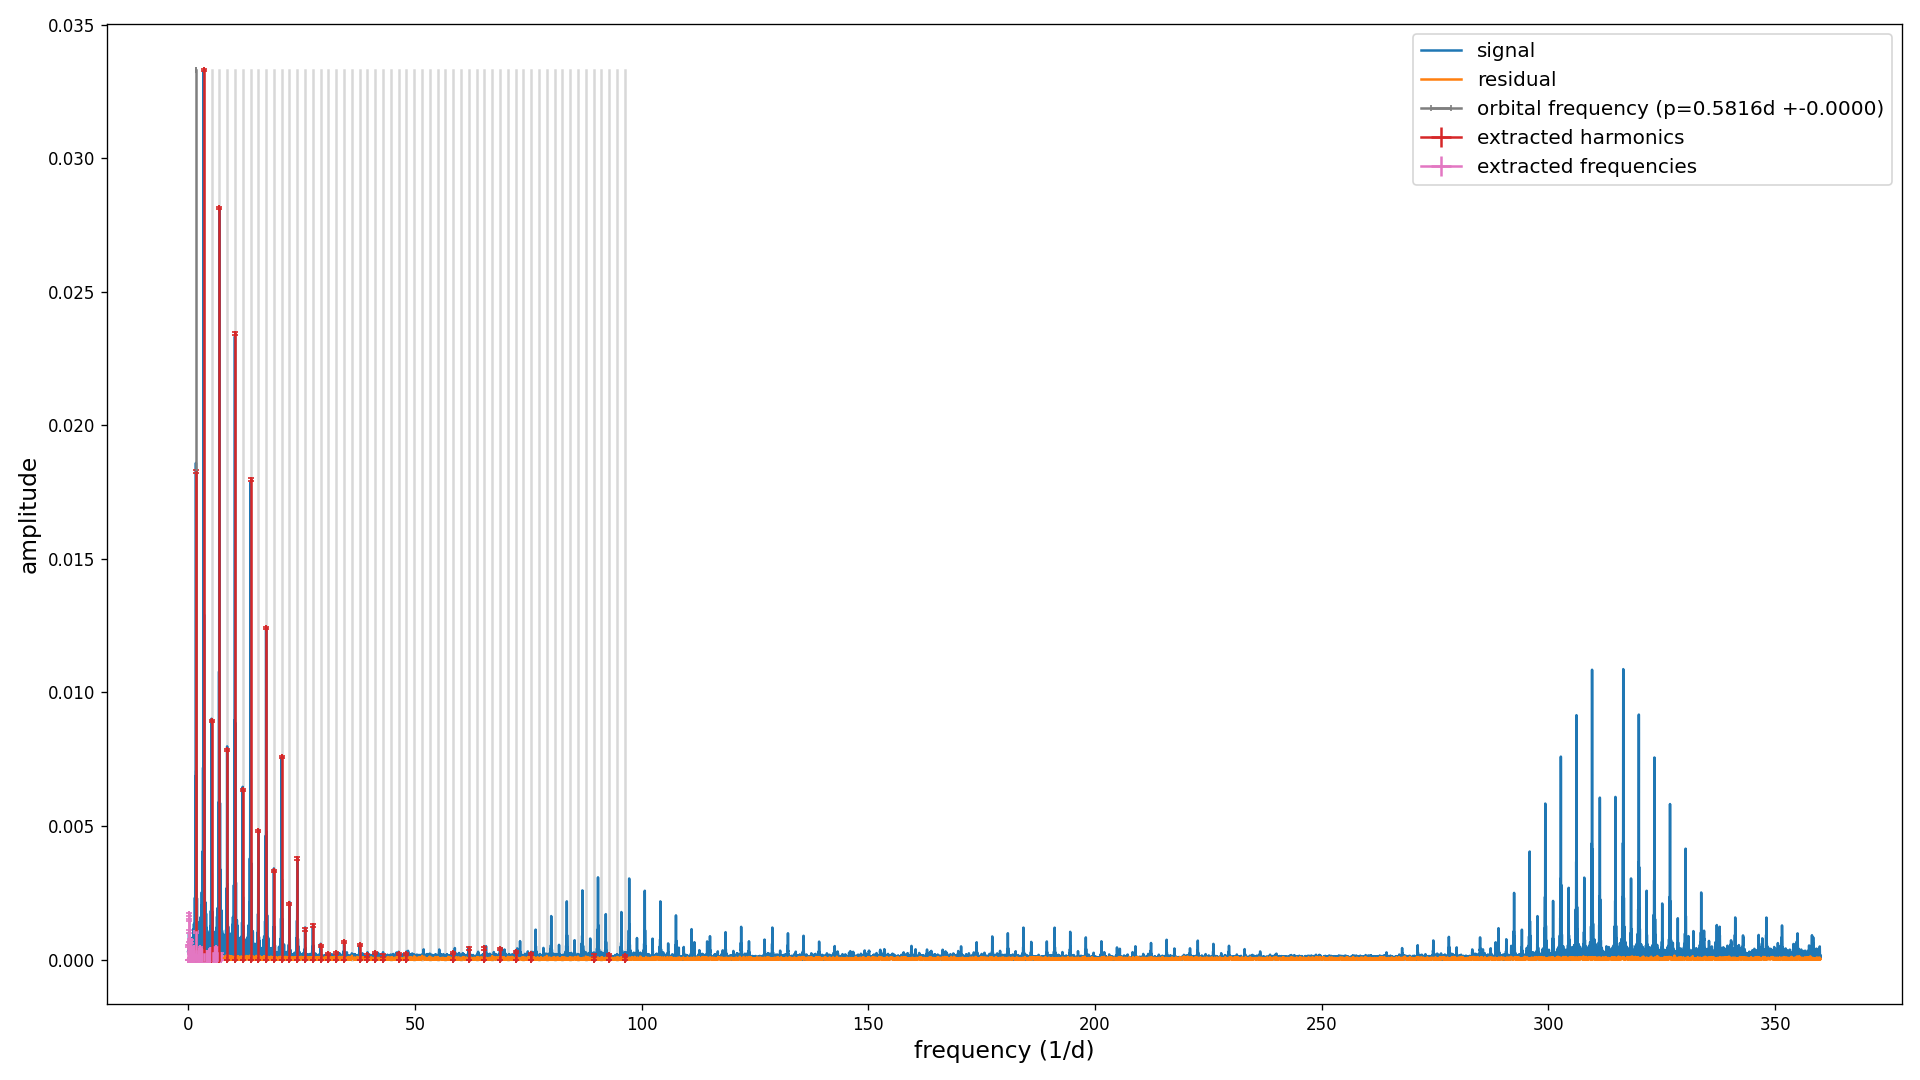 0.035
0.030
0.025
0.020
0.015
0.010
0.005
0.000
amplitude
0
50
100
150
200
250
300
350
frequency (1/d)
signal
residual
orbital frequency (p=0.5816d +-0.0000)
extracted harmonics
extracted frequencies